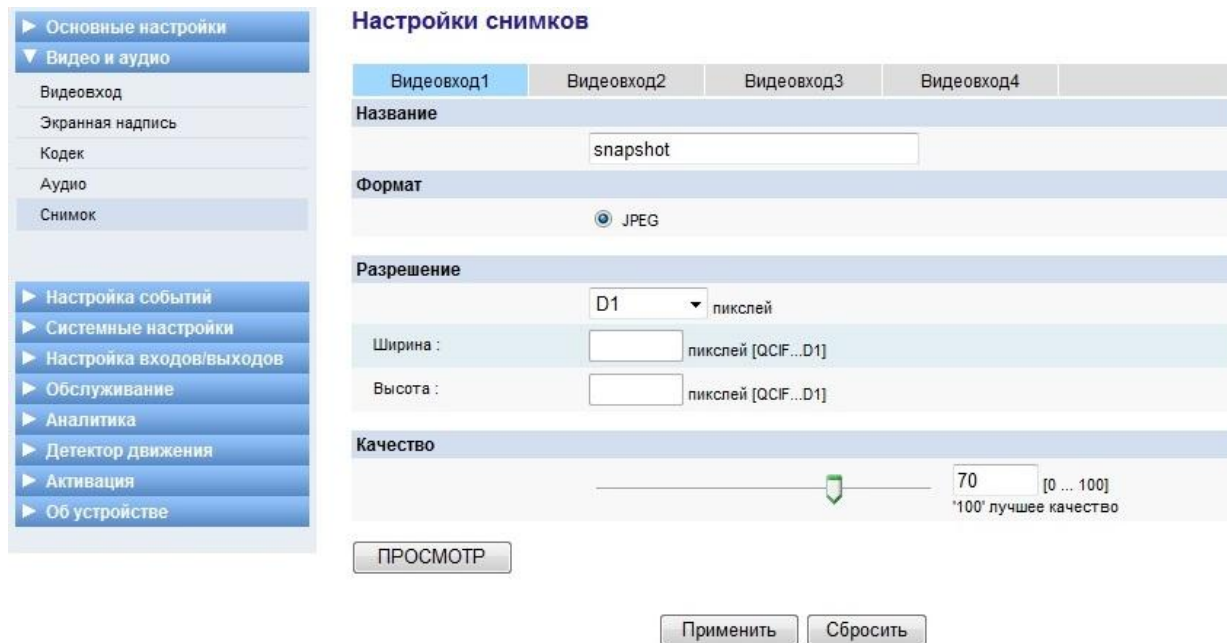 Основные настройки
Видео и аудио
Видеовход
Экранная надпись
Кодек
Аудио
Снимок
Настройка событий
Системные настройки
Настройка входов/выходов
Обслуживание
Аналитика
Детектор движения
Активация
Об устройстве
Настройки снимков
Видеовход1 Видеовход2 Видеовход3 Видеовход4
Название
snapshot
Формат
JPEG
Разрешение
D1 пикслей
Ширина : пикслей [QCIF...D1]
Высота : пикслей [QCIF...D1]
Качество
70 [0 ... 100]
'100' лучшее качество
ПРОСМОТР
Применить Сбросить